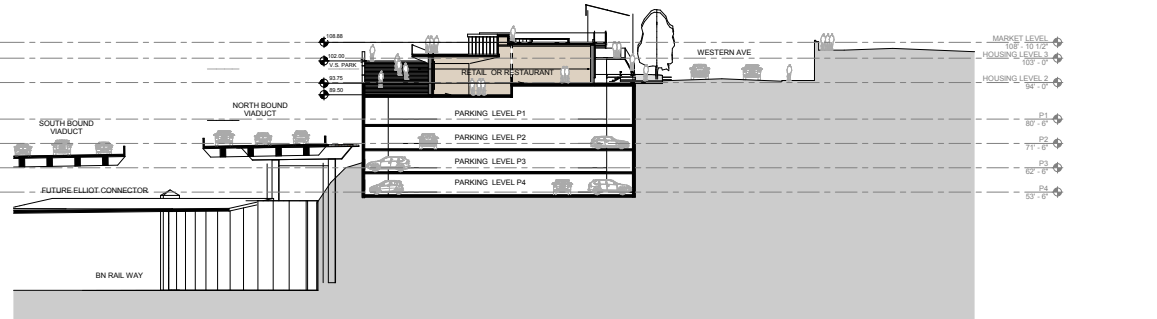 108.88
102.00
V.S. PARK
93.75
89.50
RETAIL OR RESTAURANT
WESTERN AVE
MARKET LEVEL
108' - 10 1/2"
HOUSING LEVEL 3
103' - 0"
HOUSING LEVEL 2
94' - 0"
NORTH BOUND
VIADUCT
SOUTH BOUND
VIADUCT
PARKING LEVEL P1
PARKING LEVEL P2
PARKING LEVEL P3
PARKING LEVEL P4
P1
80' - 6"
P2
71' - 6"
P3
62' - 6"
P4
53' - 6"
FUTURE ELLIOT CONNECTOR
BN RAIL WAY